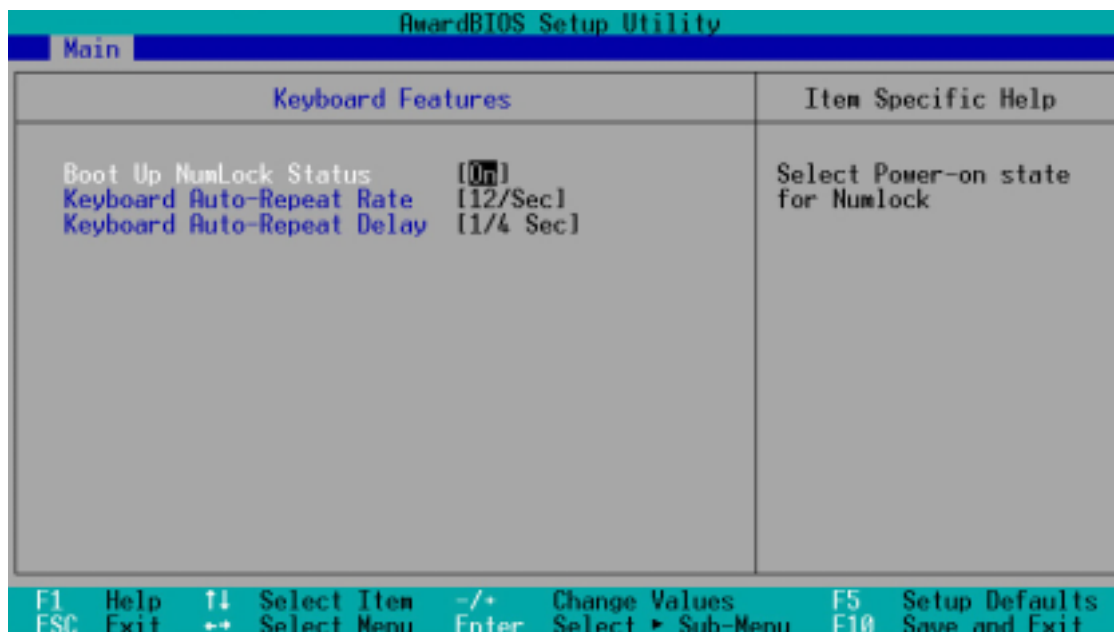 AwardBIOS Setup Utility
Main
Keyboard Features
Item Specific Help
Boot Up NumLock Status [On]
Keyboard Auto-Repeat Rate [12/Sec]
Keyboard Auto-Repeat Delay [1/4 Sec]
Select Power-on state
for Numlock
F1 Help ↑↓ Select Item -/+ Change Values F5 Setup Defaults
ESC Exit ←→ Select Menu Enter Select ► Sub-Menu F10 Save and Exit